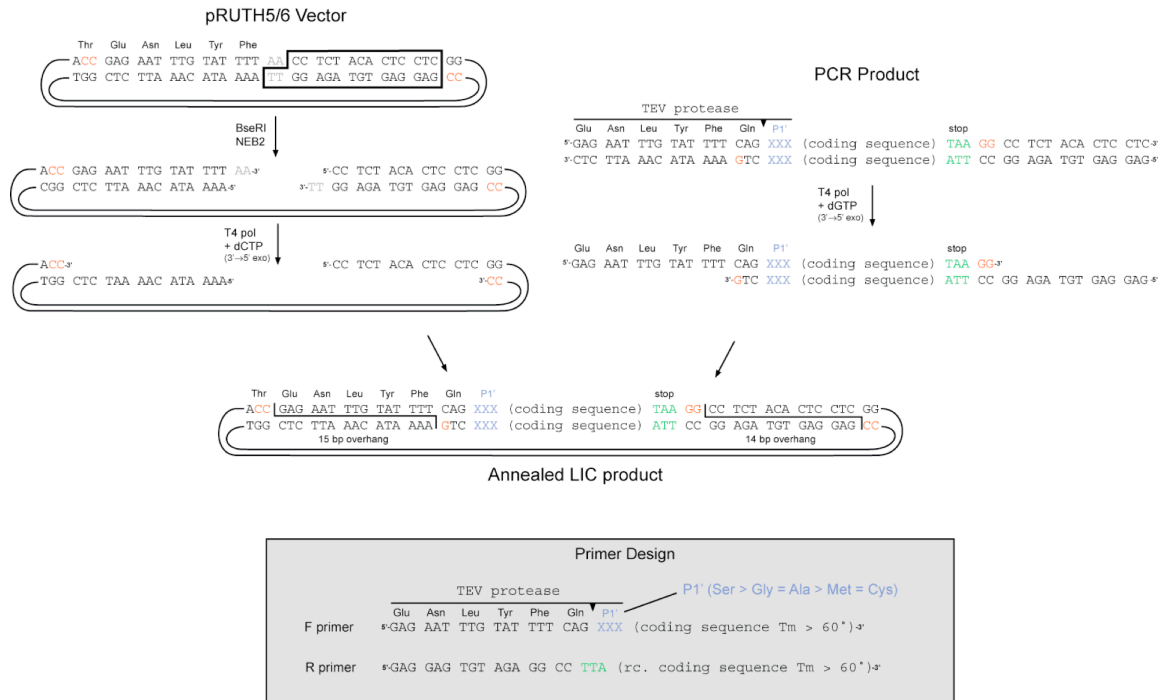 pRUTH5/6 Vector
Thr Glu Asn Leu Tyr Phe
ACC GAG AAT TTG TAT TTT AA CC TCT ACA CTC CTC GG
TGG CTC TTA AAC ATA AAA TT GG AGA TGT GAG GAG CC
BseRI
NEB2
ACC GAG AAT TTG TAT TTT AA-3' 5'-CC TCT ACA CTC CTC GG
CGG CTC TTA AAC ATA AAA-5' 3'-TT GG AGA TGT GAG GAG CC
T4 pol
+ dCTP
(3'→5' exo)
ACC-3' 5'-CC TCT ACA CTC CTC GG
TGG CTC TAA AAC ATA AAA-5' 3'-CC
PCR Product
TEV protease
Glu Asn Leu Tyr Phe Gln P1' stop
5'-GAG AAT TTG TAT TTT CAG XXX (coding sequence) TAA GG CC TCT ACA CTC CTC-3'
3'-CTC TTA AAC ATA AAA GTC XXX (coding sequence) ATT CC GG AGA TGT GAG GAG-5'
T4 pol
+ dGTP
(3'→5' exo)
Glu Asn Leu Tyr Phe Gln P1' stop
5'-GAG AAT TTG TAT TTT CAG XXX (coding sequence) TAA GG-3'
3'-GTC XXX (coding sequence) ATT CC GG AGA TGT GAG GAG-5'
Thr Glu Asn Leu Tyr Phe Gln P1' stop
ACC GAG AAT TTG TAT TTT CAG XXX (coding sequence) TAA GG CC TCT ACA CTC CTC GG
TGG CTC TTA AAC ATA AAA GTC XXX (coding sequence) ATT CC GG AGA TGT GAG GAG CC
15 bp overhang 14 bp overhang
Annealed LIC product
Primer Design
TEV protease P1' (Ser > Gly = Ala > Met = Cys)
Glu Asn Leu Tyr Phe Gln P1'
F primer 5'-GAG AAT TTG TAT TTT CAG XXX (coding sequence Tm > 60˚)-3'
R primer 5'-GAG GAG TGT AGA GG CC TTA (rc. coding sequence Tm > 60˚)-3'